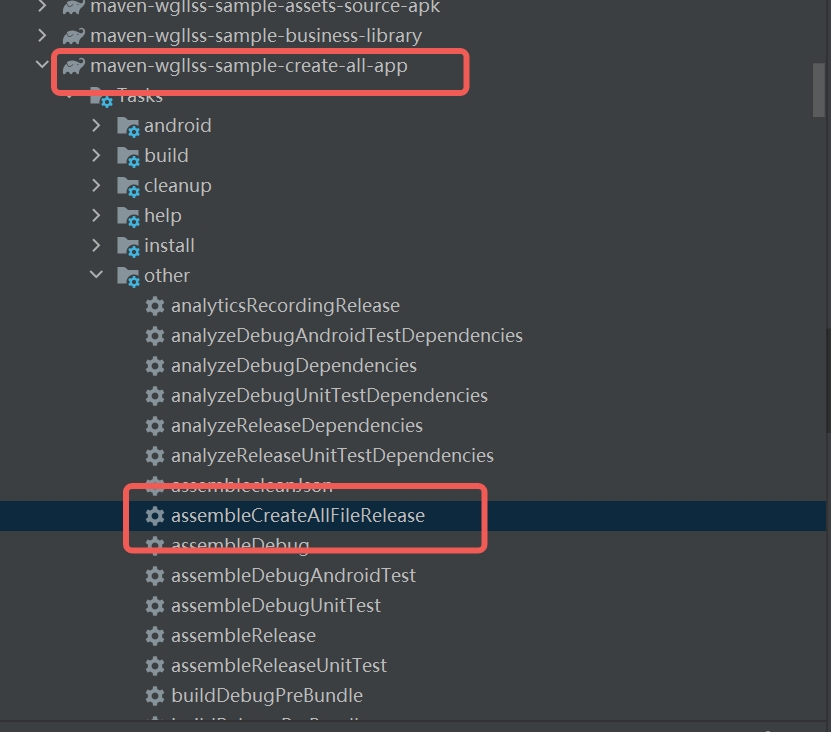 maven-wgllss-sample-assets-source-apk
maven-wgllss-sample-business-library
maven-wgllss-sample-create-all-app
Tasks
android
build
cleanup
help
install
other
analyticsRecordingRelease
analyzeDebugAndroidTestDependencies
analyzeDebugDependencies
analyzeDebugUnitTestDependencies
analyzeReleaseDependencies
analyzeReleaseUnitTestDependencies
assemblecleanJson
assembleCreateAllFileRelease
assembleDebug
assembleDebugAndroidTest
assembleDebugUnitTest
assembleRelease
assembleReleaseUnitTest
buildDebugPreBundle